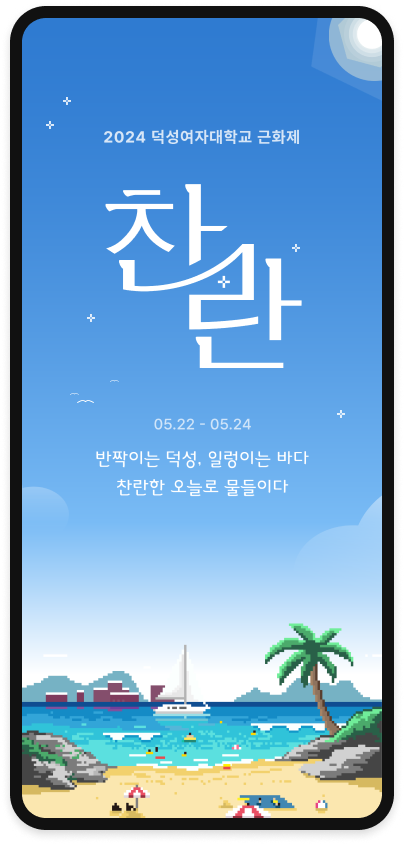 2024 덕성여자대학교 근화제
찬
란
05.22 - 05.24
반짝이는 덕성, 일렁이는 바다
찬란한 오늘로 물들이다